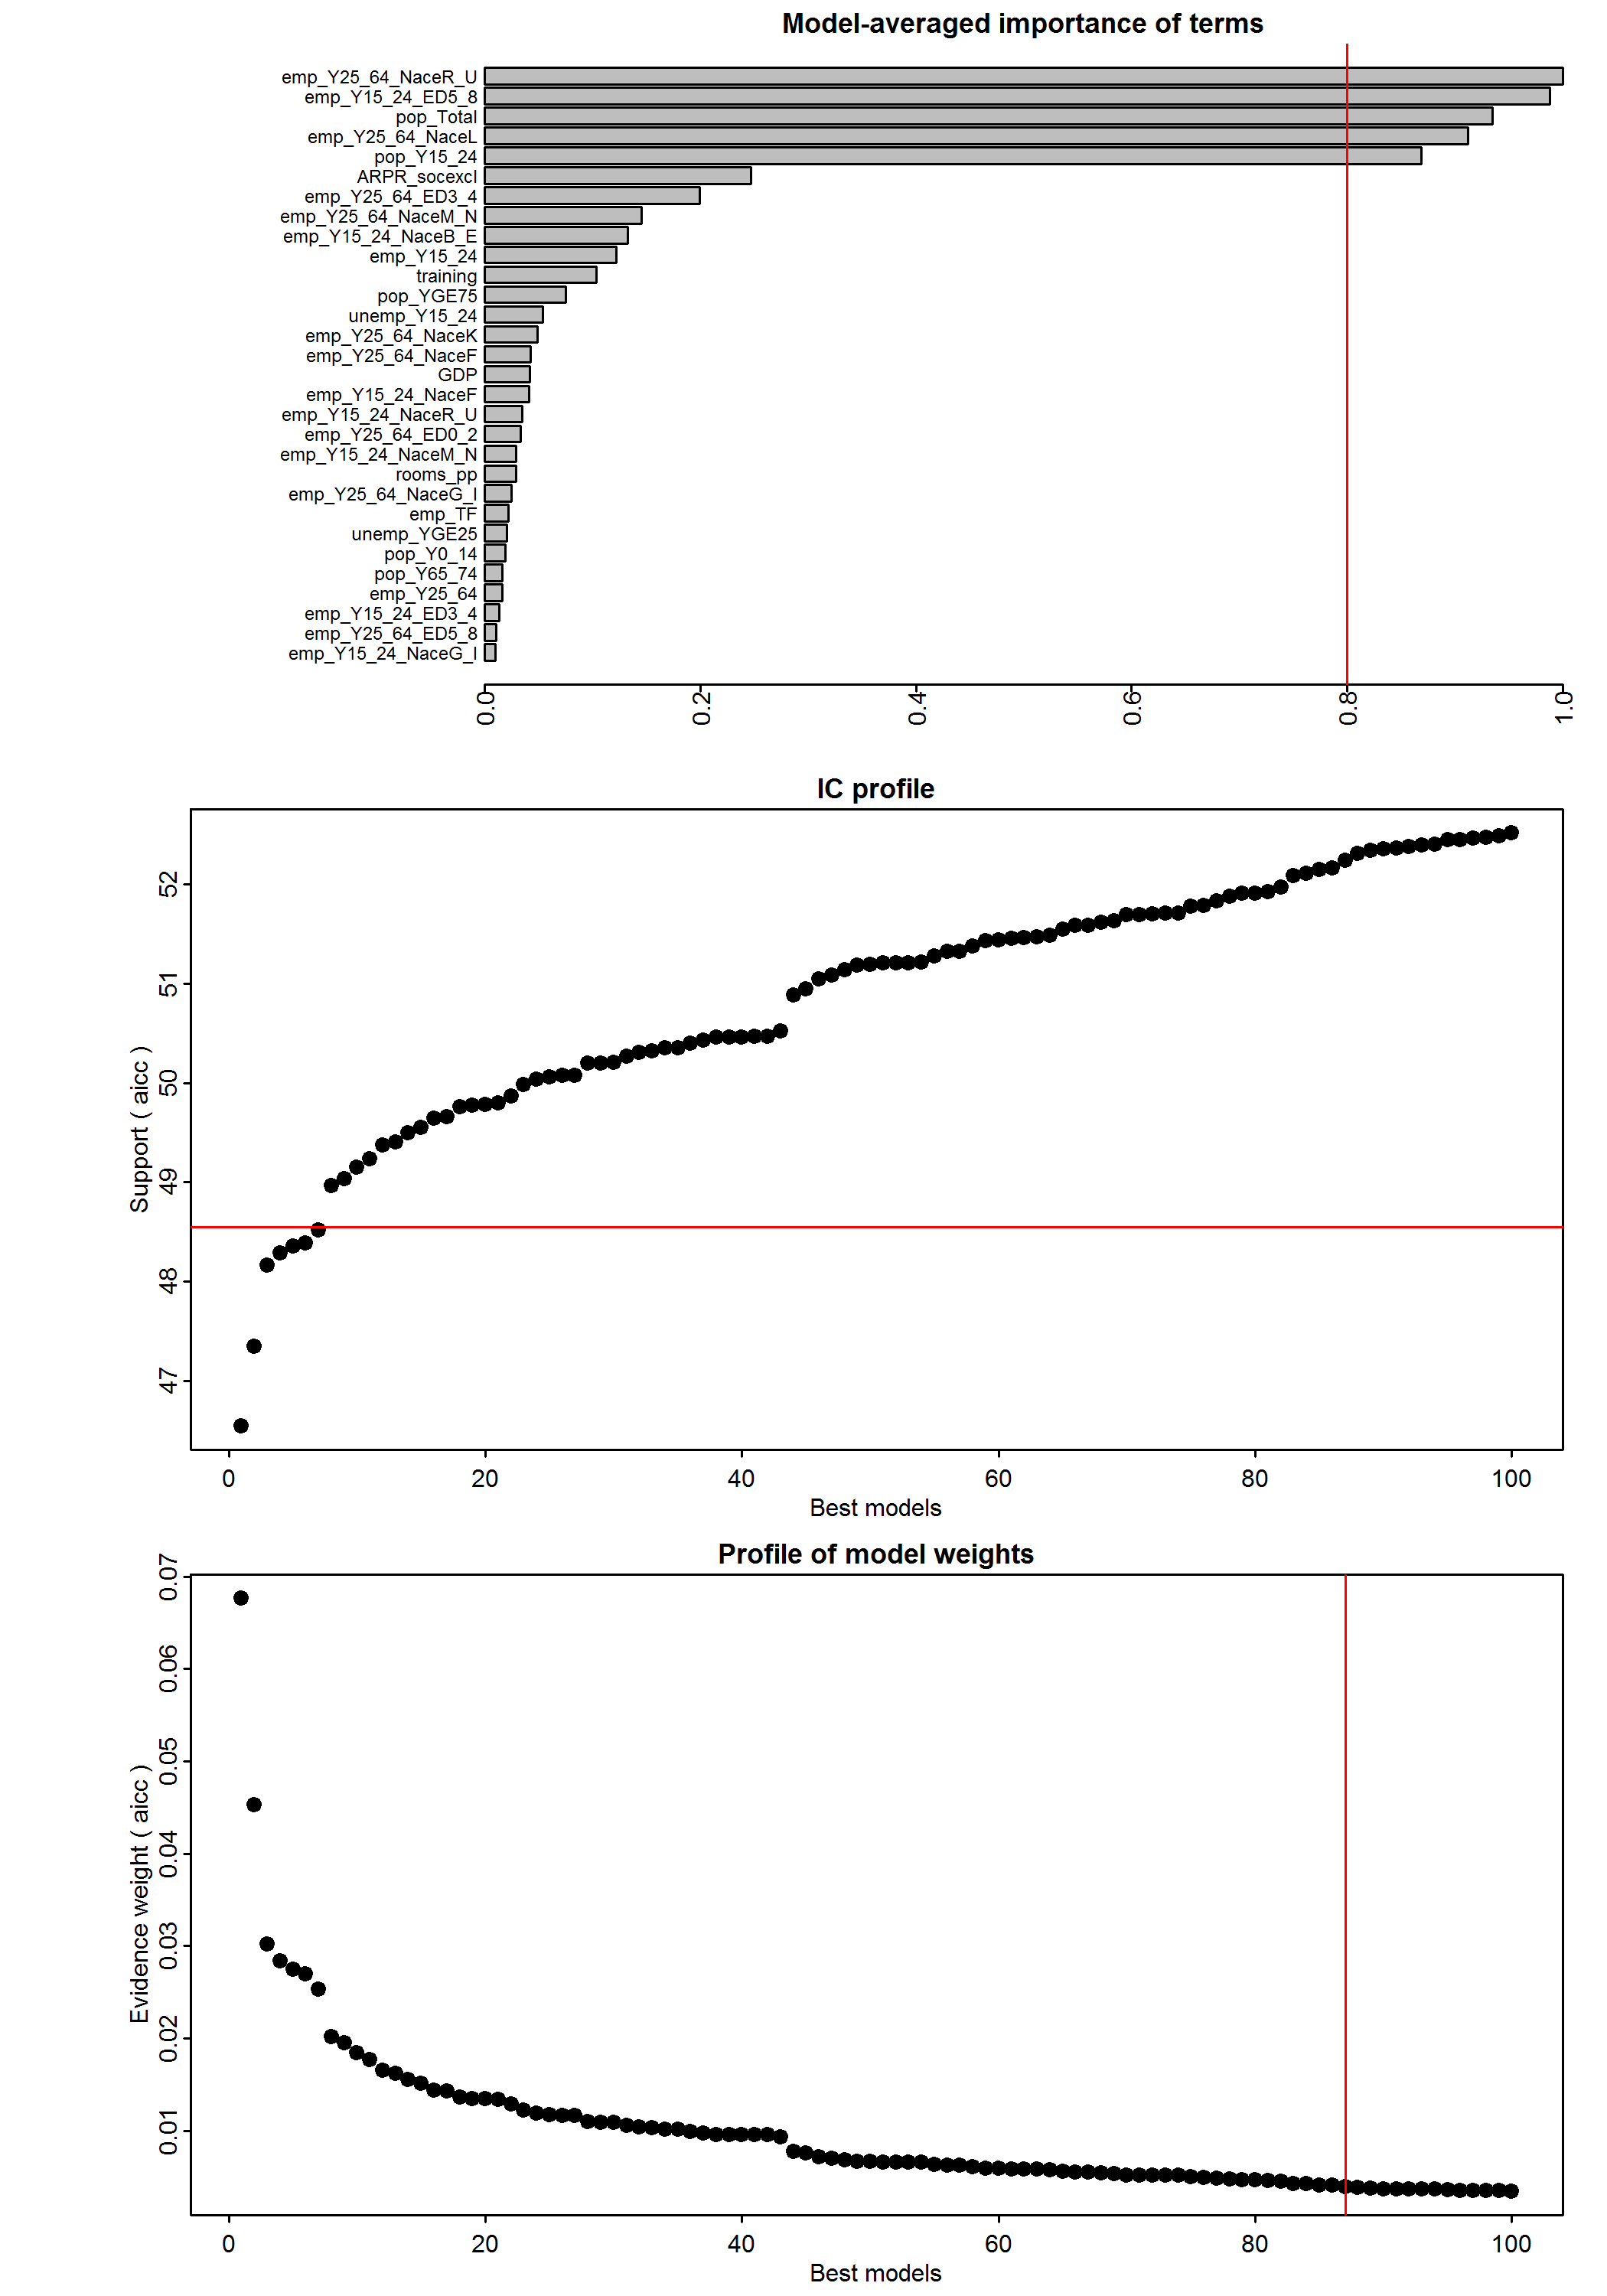 Model-averaged importance of terms
emp_Y25_64_NaceR_U
emp_Y15_24_ED5_8
pop_Total
emp_Y25_64_NaceL
pop_Y15_24
ARPR_socexcl
emp_Y25_64_ED3_4
emp_Y25_64_NaceM_N
emp_Y15_24_NaceB_E
emp_Y15_24
training
pop_YGE75
unemp_Y15_24
emp_Y25_64_NaceK
emp_Y25_64_NaceF
GDP
emp_Y15_24_NaceF
emp_Y15_24_NaceR_U
emp_Y25_64_ED0_2
emp_Y15_24_NaceM_N
rooms_pp
emp_Y25_64_NaceG_I
emp_TF
unemp_YGE25
pop_Y0_14
pop_Y65_74
emp_Y25_64
emp_Y15_24_ED3_4
emp_Y25_64_ED5_8
emp_Y15_24_NaceG_I
0.0 0.2 0.4 0.6 0.8 1.0
IC profile
Support ( aicc )
52
51
50
49
48
47
0 20 40 60 80 100
Best models
Profile of model weights
Evidence weight ( aicc )
0.07
0.06
0.05
0.04
0.03
0.02
0.01
0 20 40 60 80 100
Best models